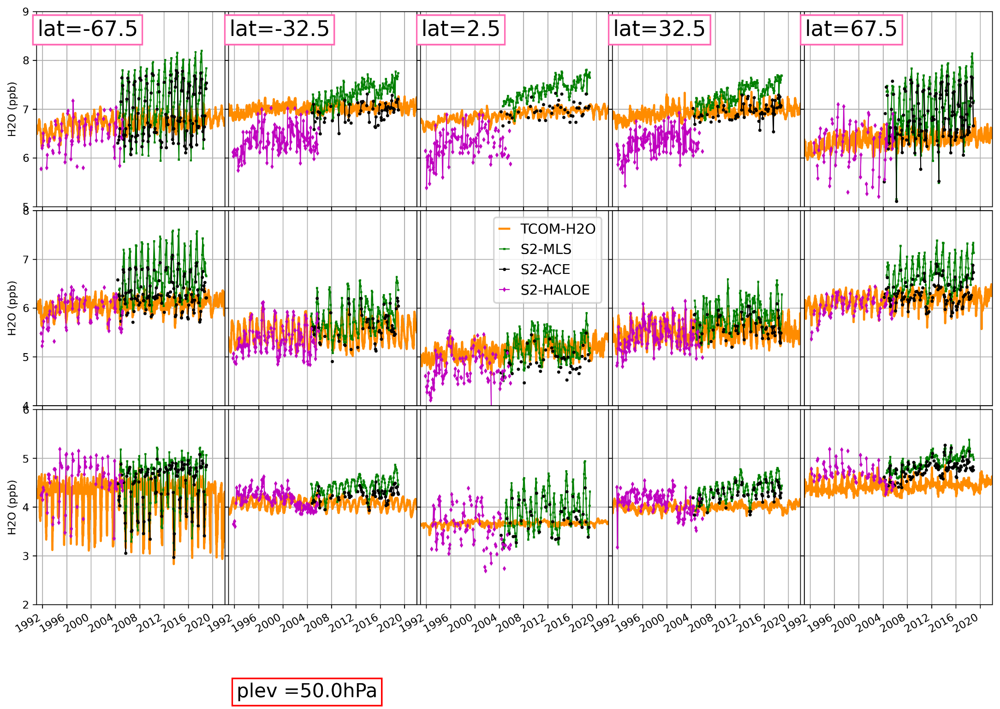 lat=-67.5 lat=-32.5 lat=2.5 lat=32.5 lat=67.5
9
8
7
6
5
H2O (ppb)
8
7
6
5
4
H2O (ppb)
TCOM-H2O
S2-MLS
S2-ACE
S2-HALOE
6
5
4
3
2
H2O (ppb)
1992 1996 2000 2004 2008 2012 2016 2020 1992 1996 2000 2004 2008 2012 2016 2020 1992 1996 2000 2004 2008 2012 2016 2020 1992 1996 2000 2004 2008 2012 2016 2020 1992 1996 2000 2004 2008 2012 2016 2020
plev =50.0hPa